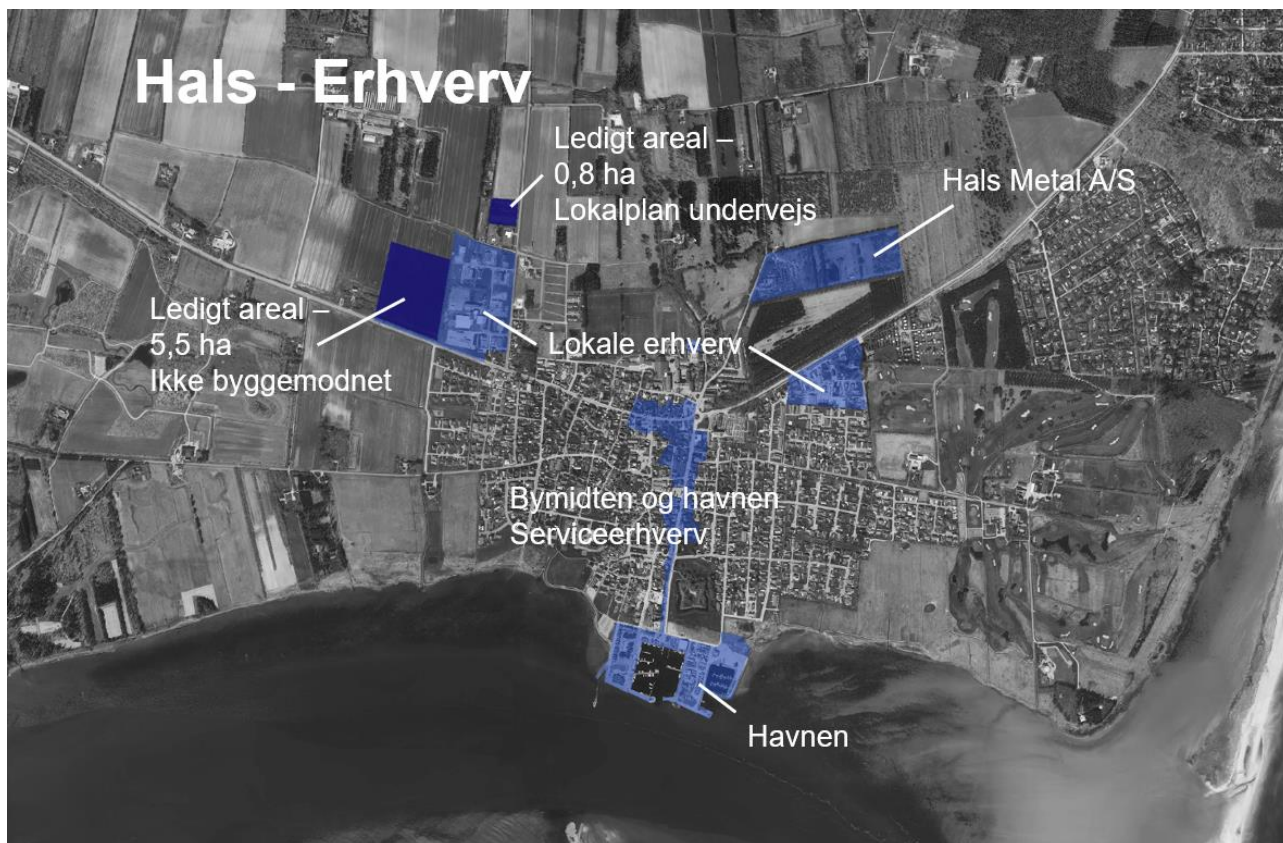 Hals - Erhverv
Ledigt areal –
0,8 ha
Lokalplan undervejs
Hals Metal A/S
Ledigt areal –
5,5 ha
Ikke byggemodnet
Lokale erhverv
Bymidten og havnen
Serviceerhverv
Havnen